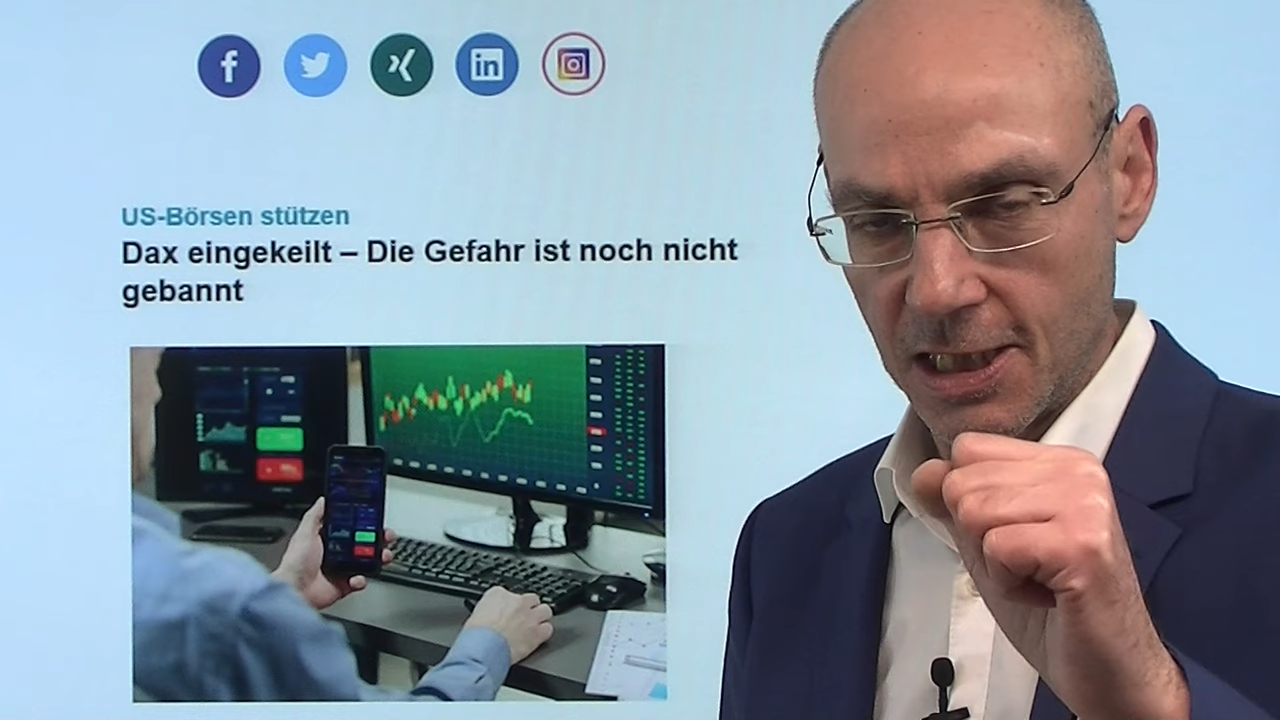 US-Börsen stützen
Dax eingekeilt – Die Gefahr ist noch nicht
gebannt